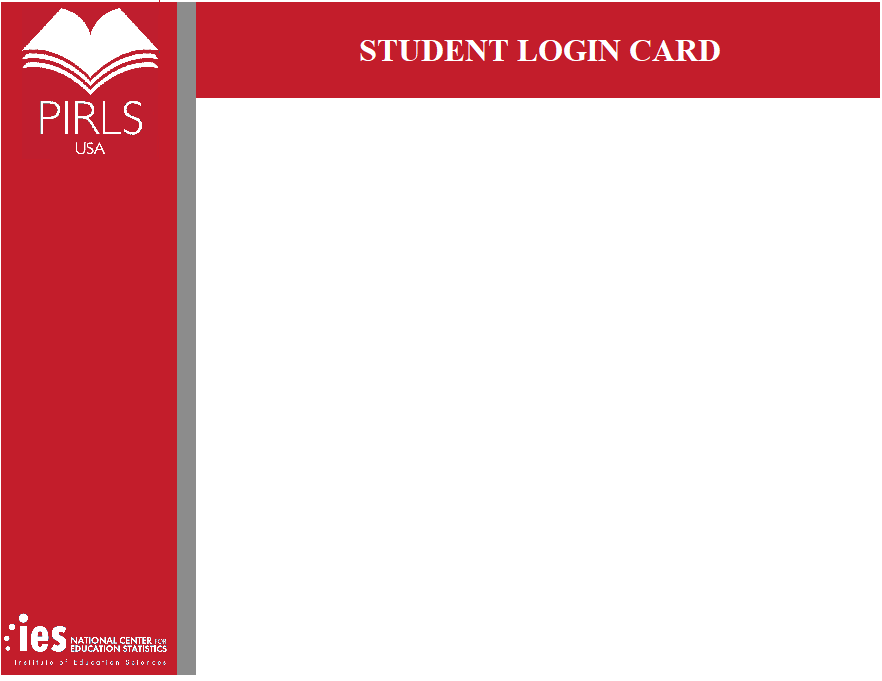 STUDENT LOGIN CARD
PIRLS
USA
ies NATIONAL CENTER FOR
EDUCATION STATISTICS
Institute of Education Sciences